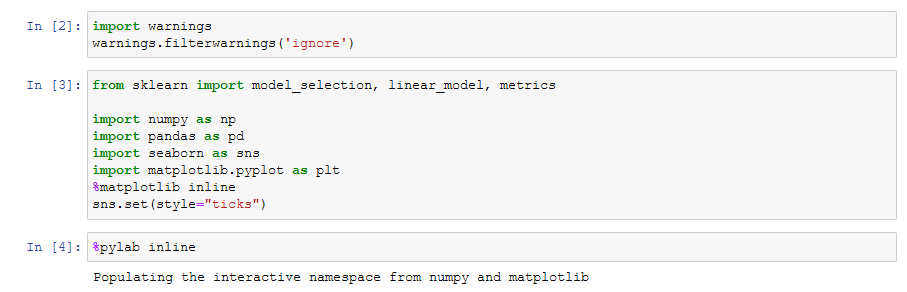 In [2]: import warnings
warnings.filterwarnings('ignore')
In [3]: from sklearn import model_selection, linear_model, metrics
import numpy as np
import pandas as pd
import seaborn as sns
import matplotlib.pyplot as plt
%matplotlib inline
sns.set(style="ticks")
In [4]: %pylab inline
Populating the interactive namespace from numpy and matplotlib